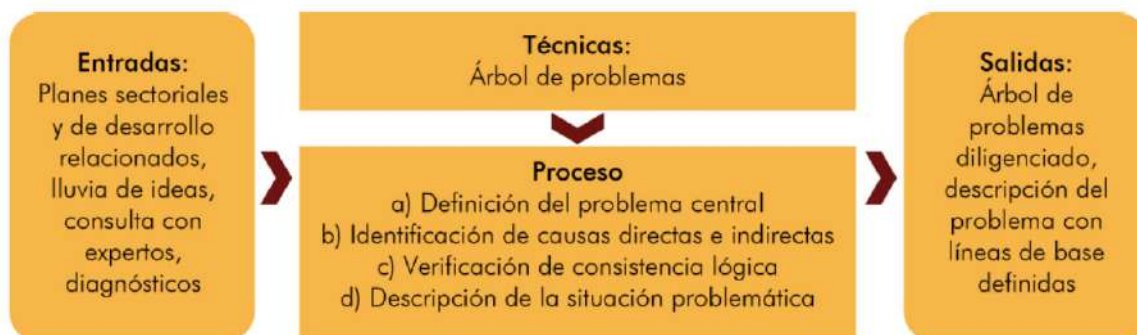 Entradas:
Planes sectoriales
y de desarrollo
relacionados,
lluvia de ideas,
consulta con
expertos,
diagnósticos
Técnicas:
Árbol de problemas
Proceso
a) Definición del problema central
b) Identificación de causas directas e indirectas
c) Verificación de consistencia lógica
d) Descripción de la situación problemática
Salidas:
Árbol de
problemas
diligenciado,
descripción del
problema con
líneas de base
definidas